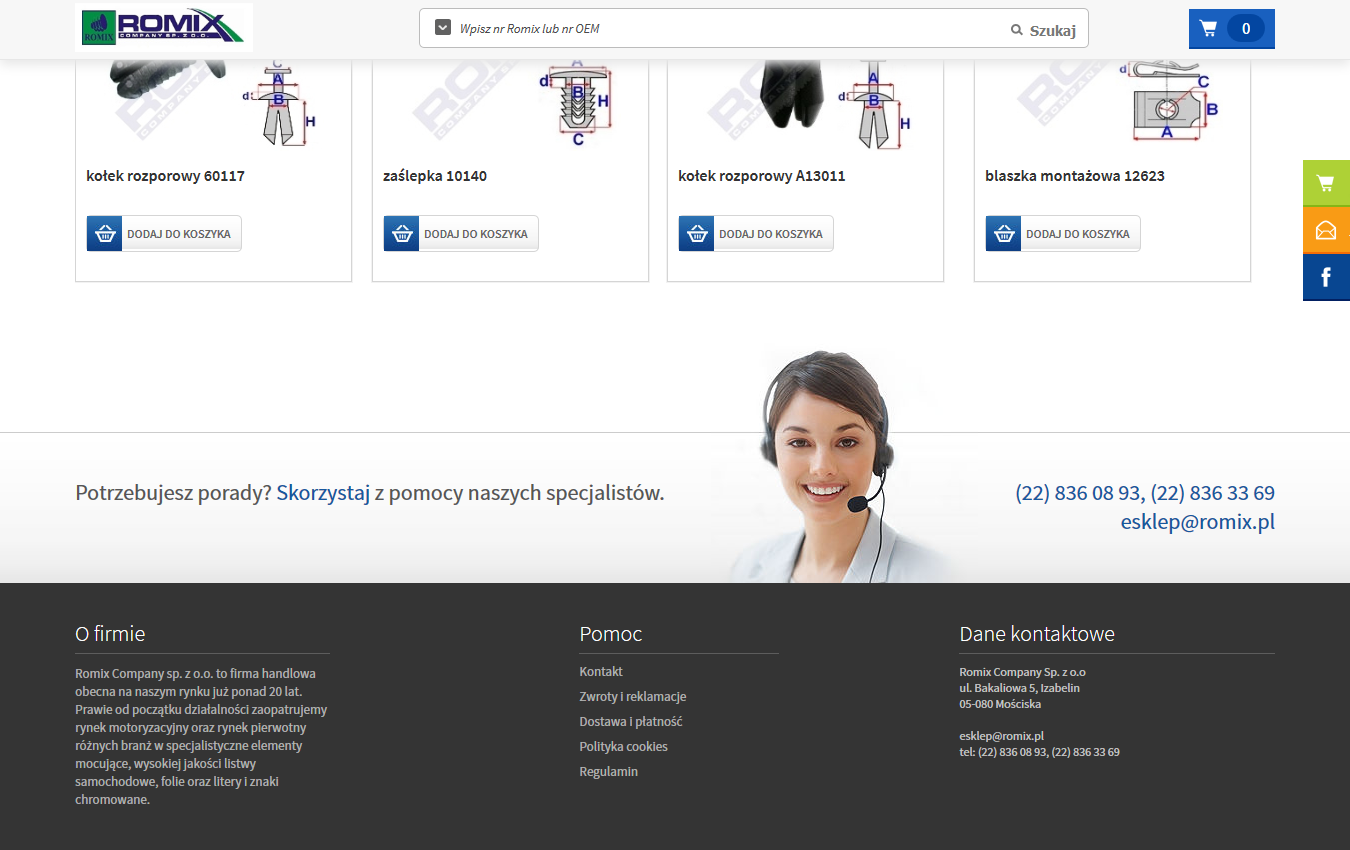 ROMIX
COMPANY SP. Z O.O.
ROMIX
Wpisz nr Romix lub nr OEM
Szukaj
0
C
A
B
d
H
A
d
B
H
C
A
B
d
H
d
C
B
A
kołek rozporowy 60117
zaślepka 10140
kołek rozporowy A13011
blaszka montażowa 12623
DODAJ DO KOSZYKA
DODAJ DO KOSZYKA
DODAJ DO KOSZYKA
DODAJ DO KOSZYKA
f
Potrzebujesz porady? Skorzystaj z pomocy naszych specjalistów.
(22) 836 08 93, (22) 836 33 69
esklep@romix.pl
O firmie
Romix Company sp. z o.o. to firma handlowa
obecna na naszym rynku już ponad 20 lat.
Prawie od początku działalności zaopatrujemy
rynek motoryzacyjny oraz rynek pierwotny
różnych branż w specjalistyczne elementy
mocujące, wysokiej jakości listwy
samochodowe, folie oraz litery i znaki
chromowane.
Pomoc
Kontakt
Zwroty i reklamacje
Dostawa i płatność
Polityka cookies
Regulamin
Dane kontaktowe
Romix Company Sp. z o.o
ul. Bakaliowa 5, Izabelin
05-080 Mościska
esklep@romix.pl
tel: (22) 836 08 93, (22) 836 33 69